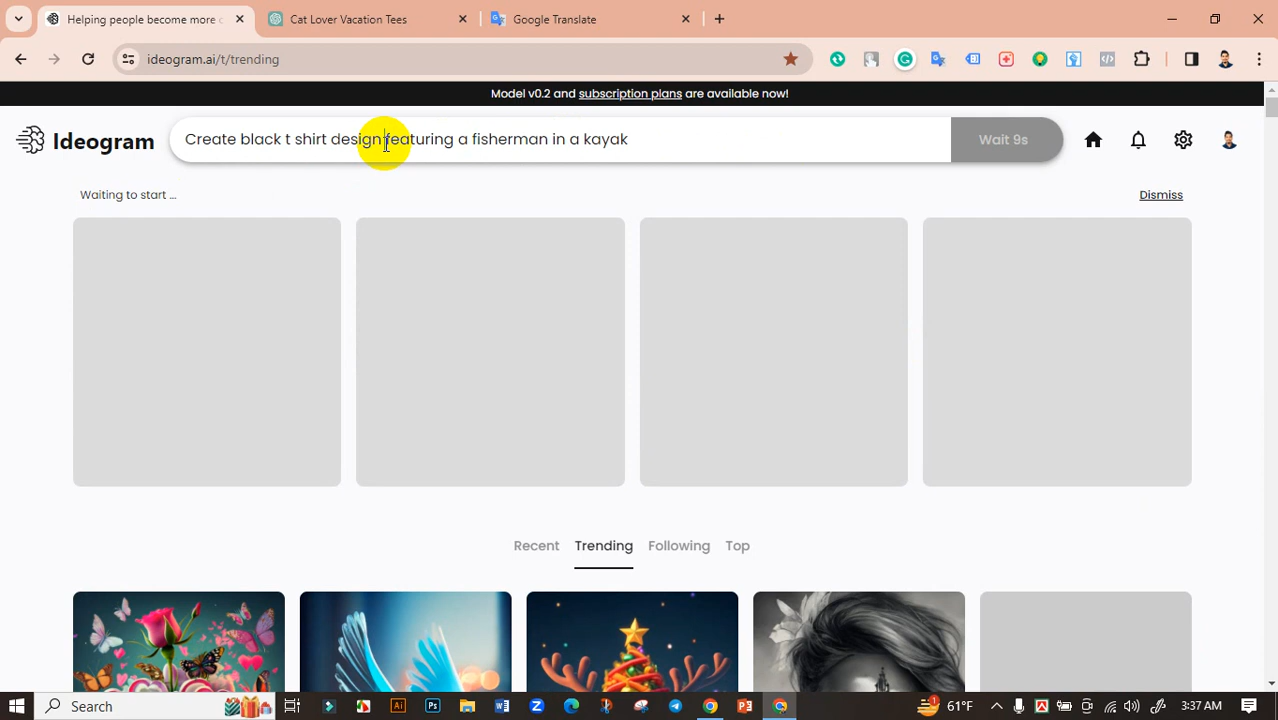 Helping people become more c
Cat Lover Vacation Tees
Google Translate
ideogram.ai/t/trending
Model v0.2 and subscription plans are available now!
Ideogram
Create black t shirt design featuring a fisherman in a kayak
Wait 9s
Waiting to start ...
Dismiss
Recent
Trending
Following
Top
Search
61°F
3:37 AM